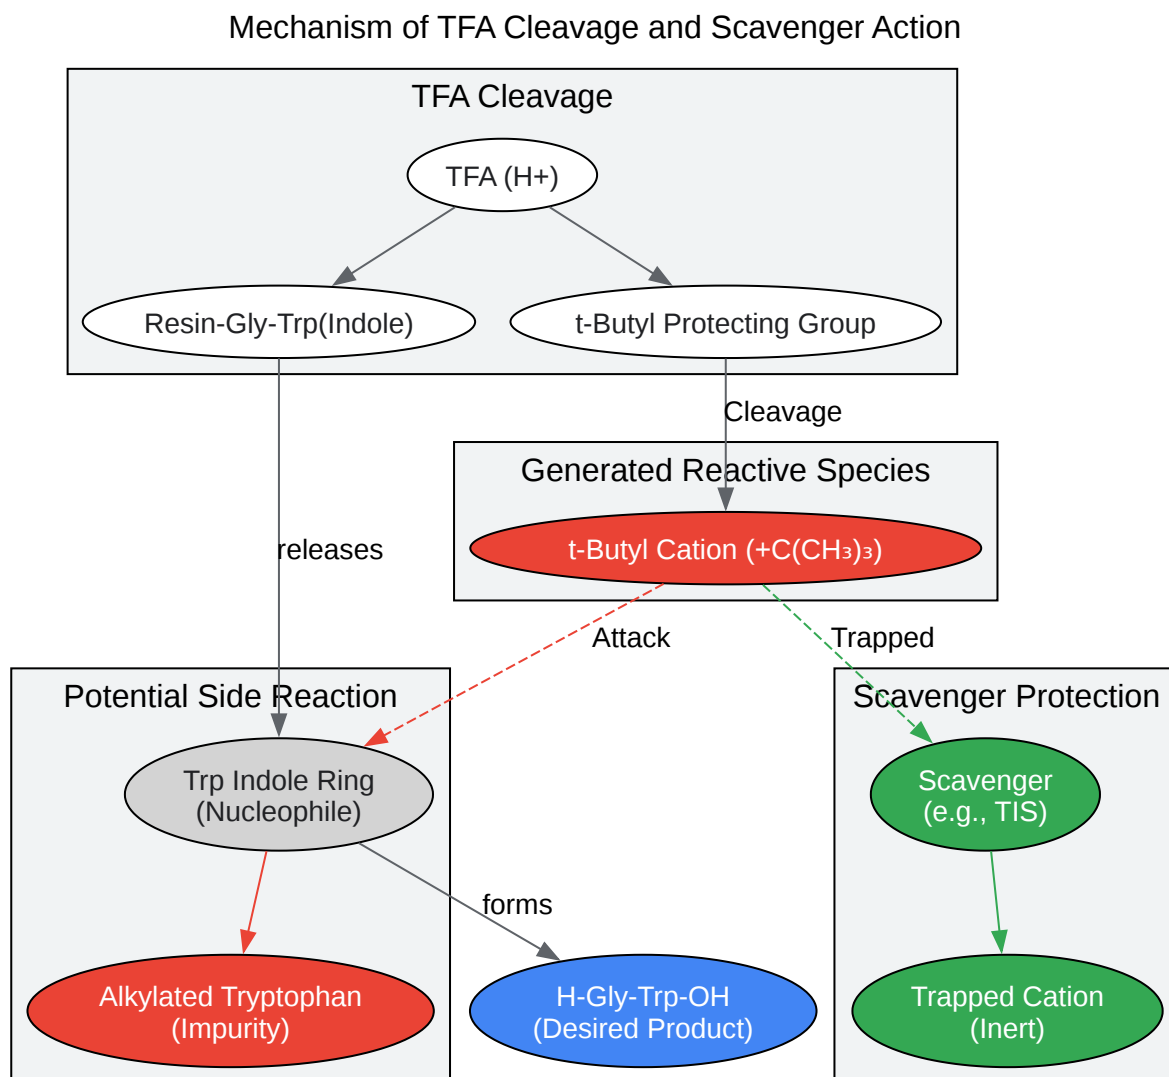 Mechanism of TFA Cleavage and Scavenger Action
TFA Cleavage
TFA (H+)
Resin-Gly-Trp(Indole)
t-Butyl Protecting Group
Cleavage
Generated Reactive Species
t-Butyl Cation (+C(CH₃)₃)
releases
Attack
Trapped
Potential Side Reaction
Scavenger Protection
Trp Indole Ring
(Nucleophile)
Scavenger
(e.g., TIS)
forms
Alkylated Tryptophan
(Impurity)
H-Gly-Trp-OH
(Desired Product)
Trapped Cation
(Inert)